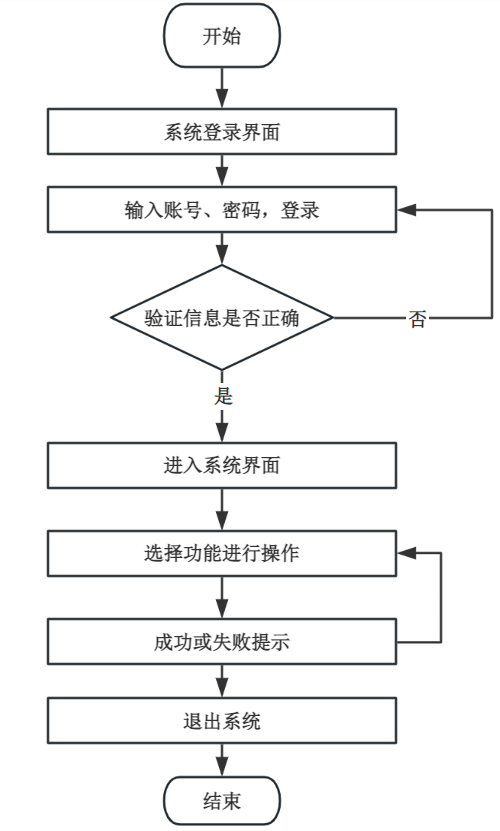 开始
系统登录界面
输入账号、密码，登录
验证信息是否正确
否
是
进入系统界面
选择功能进行操作
成功或失败提示
退出系统
结束